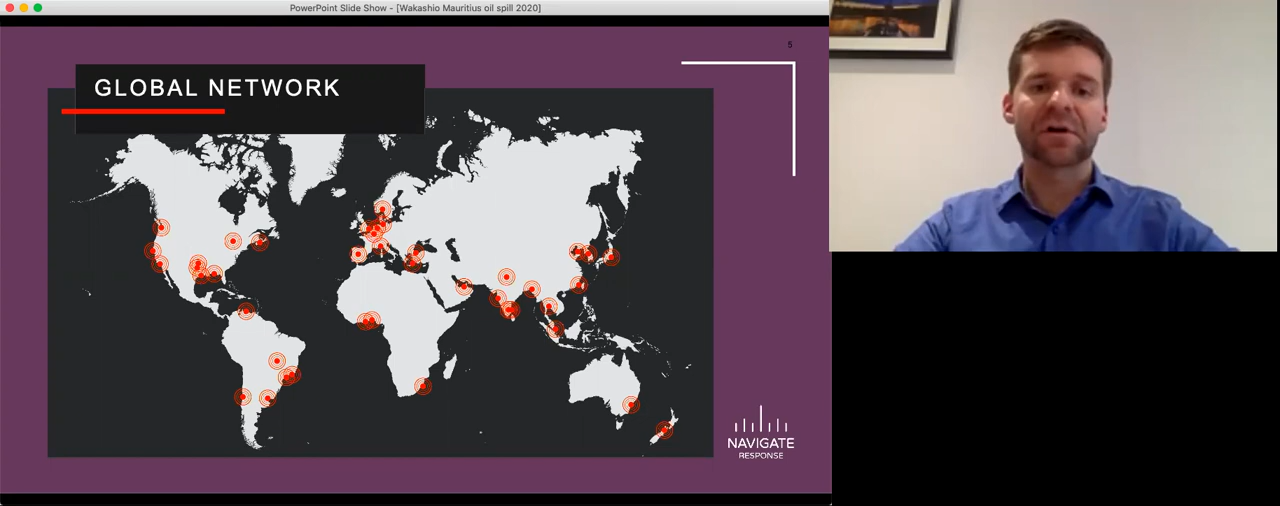 PowerPoint Slide Show - [Wakashio Mauritius oil spill 2020]
5
GLOBAL NETWORK
NAVIGATE
RESPONSE